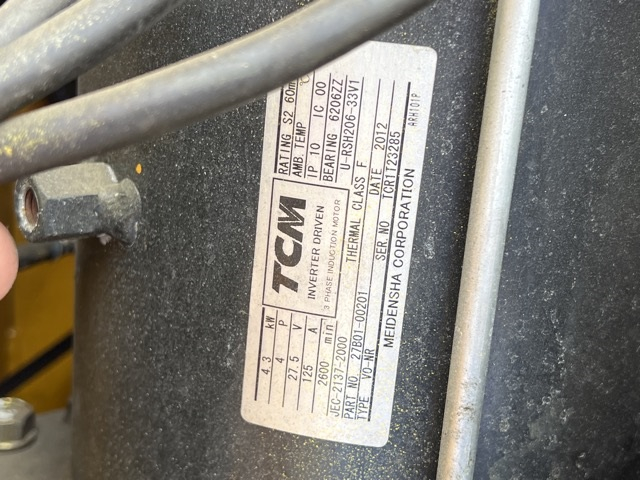 4.3 kW
4 P
27.5 V
125 A
2600 min
TCM
INVERTER DRIVEN
3 PHASE INDUCTION MOTOR
RATING S2 60m
AMB. TEMP °C
IP 10 IC 00
BEARING 6206ZZ
U-RSH206-33V1
JEC-2137-2000 THERMAL CLASS F
PART NO. 27B01-00201 DATE 2012
TYPE VO-NR SER.NO TCR11T23285
MEIDENSHA CORPORATION
ARH101P